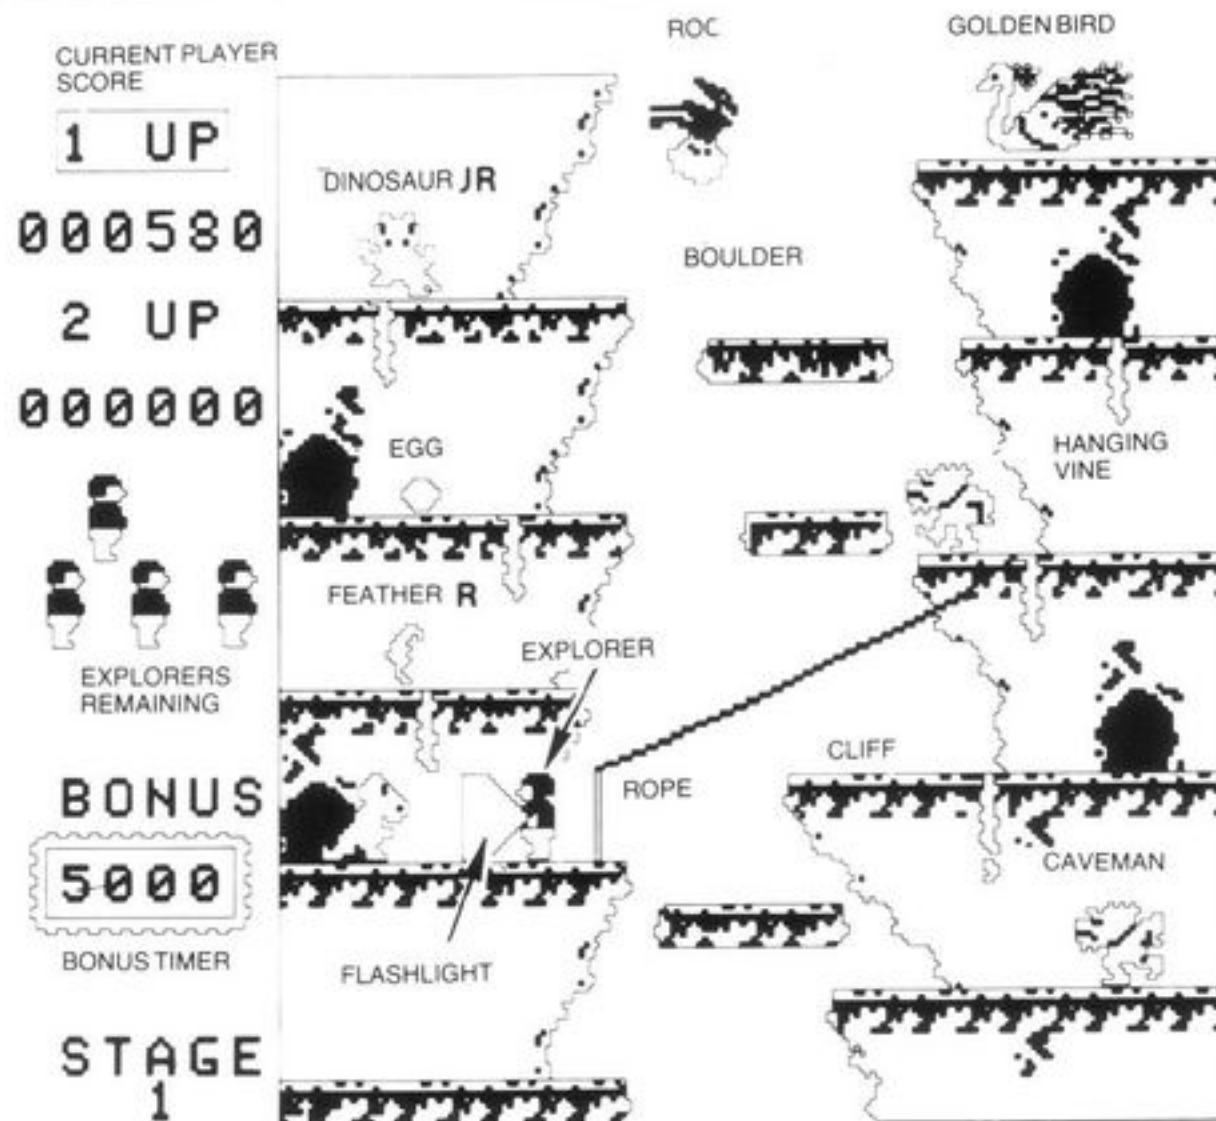 CURRENT PLAYER
SCORE
1 UP
000580
2 UP
000000
EXPLORERS
REMAINING
BONUS
5000
BONUS TIMER
STAGE
1
ROC
GOLDEN BIRD
DINOSAUR JR
BOULDER
EGG
HANGING
VINE
FEATHER R
EXPLORER
CLIFF
ROPE
CAVEMAN
FLASHLIGHT